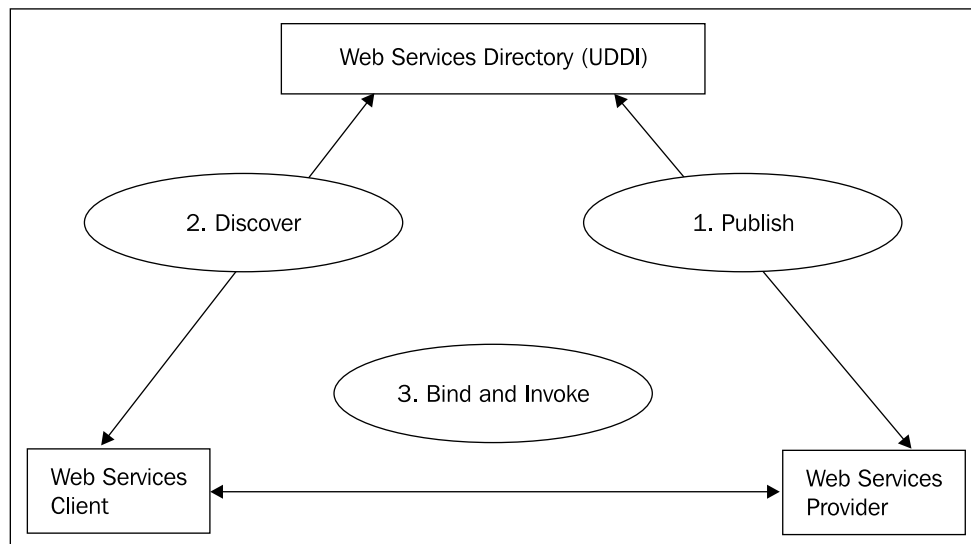 Web Services Directory (UDDI)
2. Discover
1. Publish
3. Bind and Invoke
Web Services
Client
Web Services
Provider